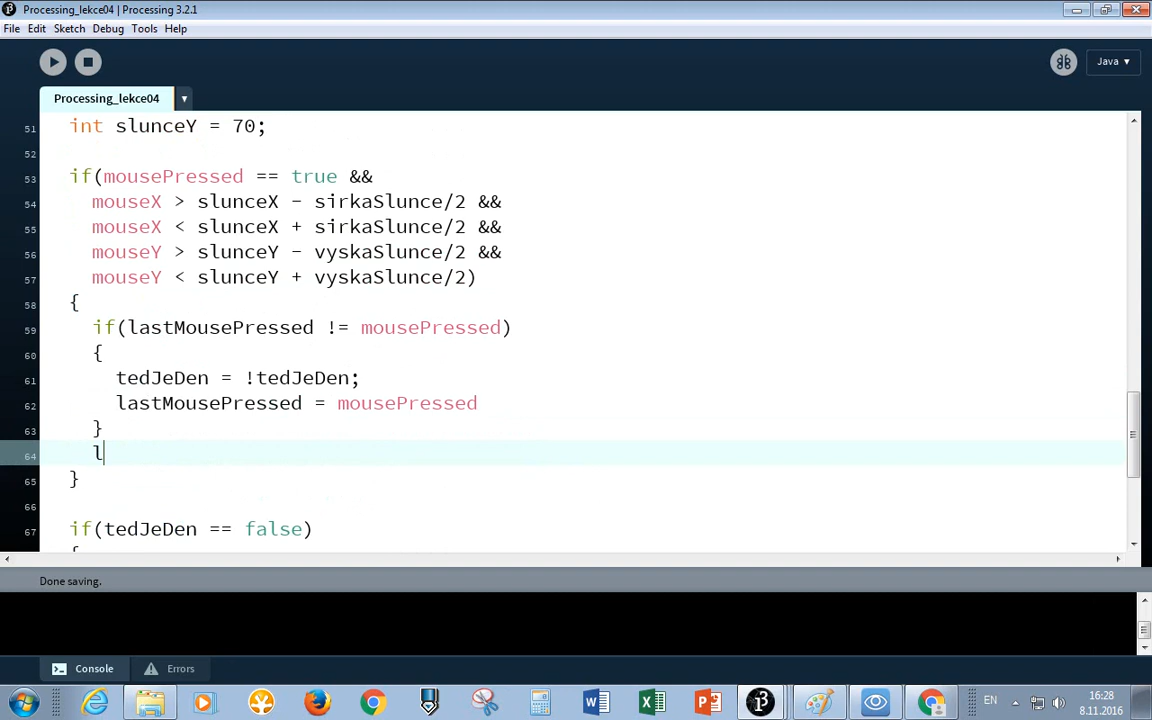 Processing_lekce04 | Processing 3.2.1
File Edit Sketch Debug Tools Help
Java ▾
Processing_lekce04 ▾
51 int slunceY = 70;
52
53 if(mousePressed == true &&
54 mouseX > slunceX - sirkaSlunce/2 &&
55 mouseX < slunceX + sirkaSlunce/2 &&
56 mouseY > slunceY - vyskaSlunce/2 &&
57 mouseY < slunceY + vyskaSlunce/2)
58 {
59 if(lastMousePressed != mousePressed)
60 {
61 tedJeDen = !tedJeDen;
62 lastMousePressed = mousePressed
63 }
64 l
65 }
66
67 if(tedJeDen == false)
{
Done saving.
Console Errors
EN 16:28
8.11.2016